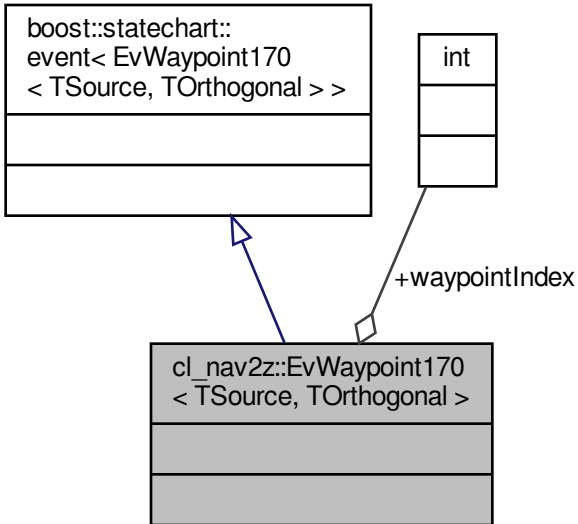 boost::statechart::
event< EvWaypoint170
< TSource, TOrthogonal > >
int
+waypointIndex
cl_nav2z::EvWaypoint170
< TSource, TOrthogonal >